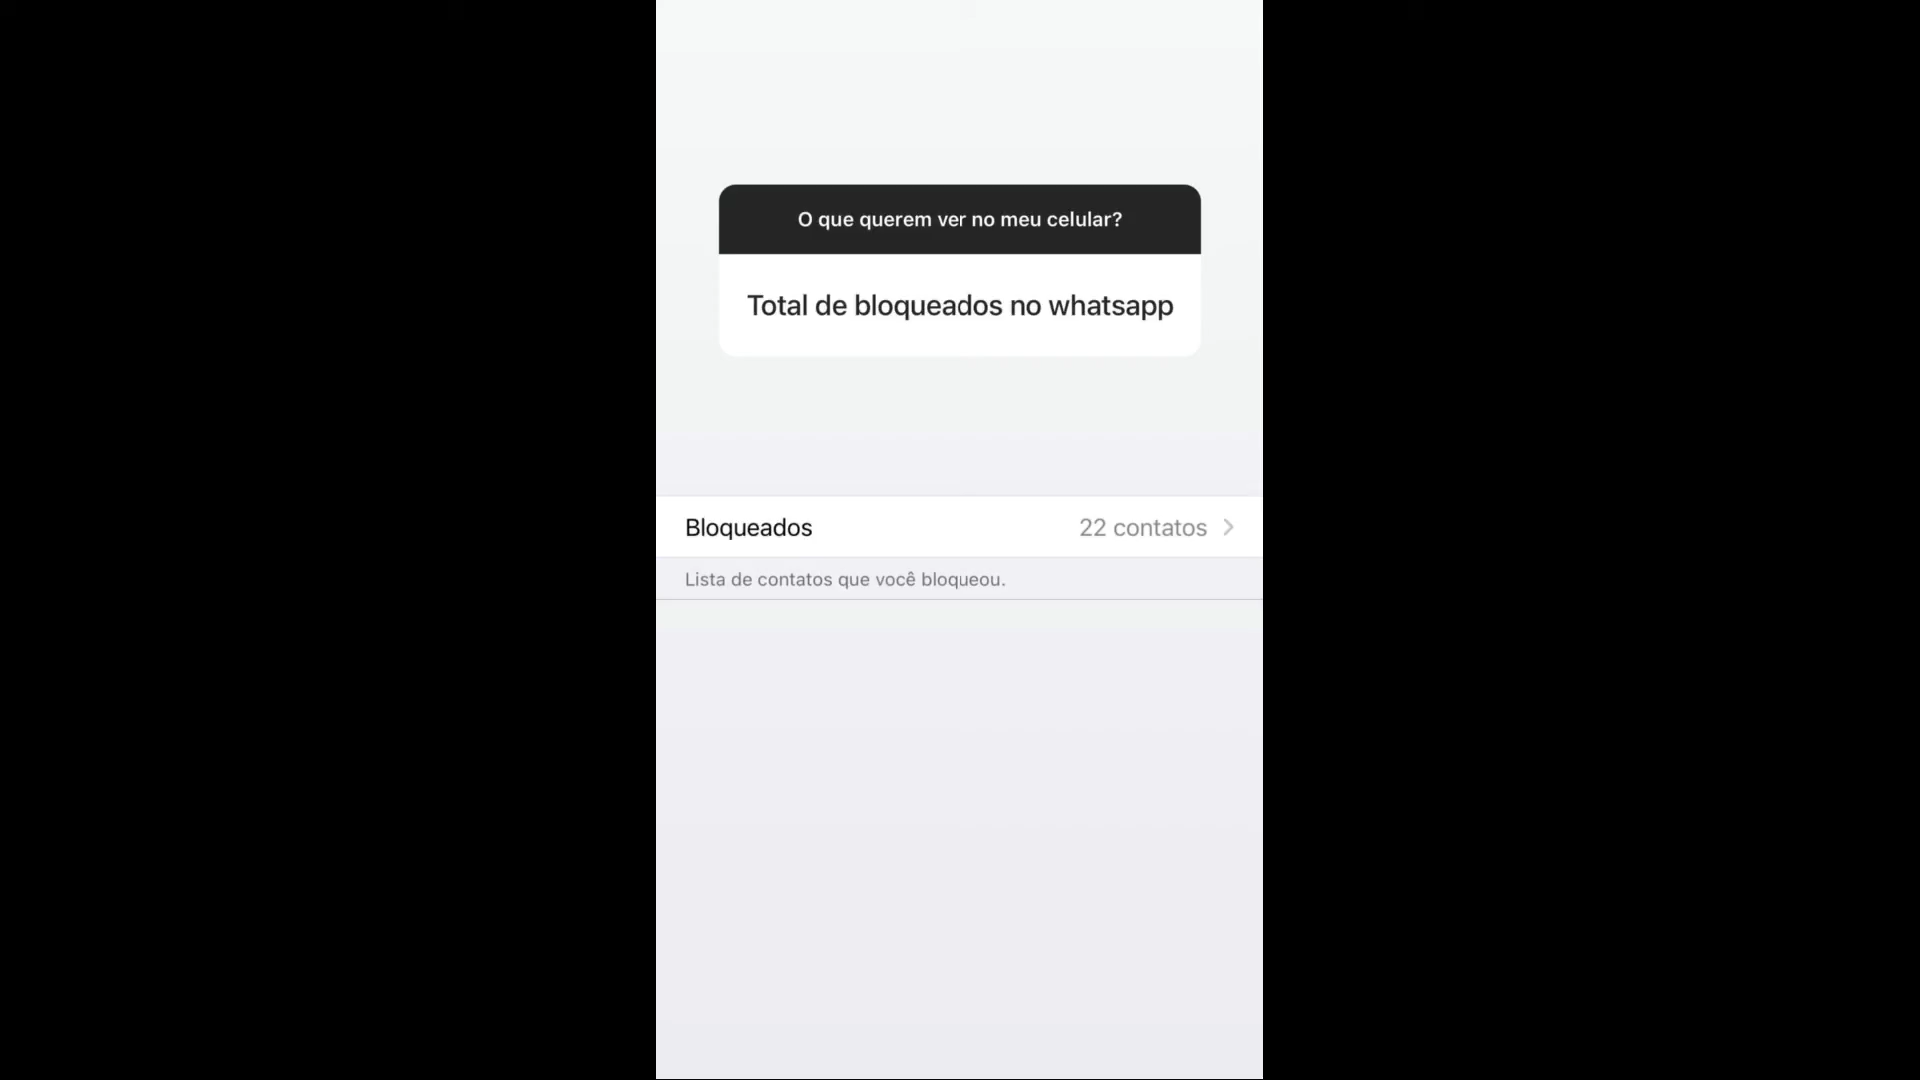 O que querem ver no meu celular?
Total de bloqueados no whatsapp
Bloqueados 22 contatos
Lista de contatos que você bloqueou.